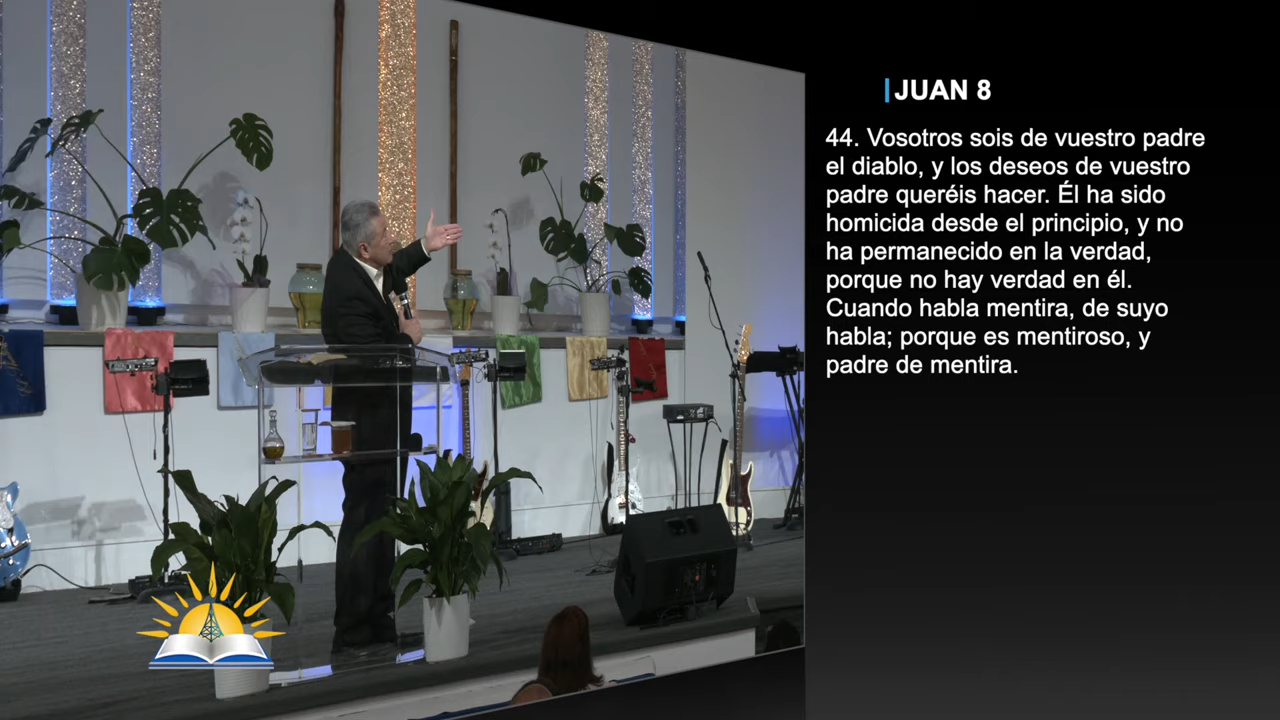 JUAN 8
44. Vosotros sois de vuestro padre
el diablo, y los deseos de vuestro
padre queréis hacer. Él ha sido
homicida desde el principio, y no
ha permanecido en la verdad,
porque no hay verdad en él.
Cuando habla mentira, de suyo
habla; porque es mentiroso, y
padre de mentira.